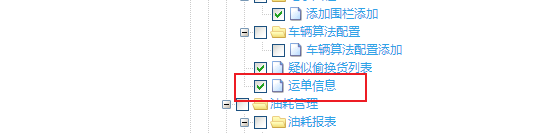 添加围栏添加
车辆算法配置
车辆算法配置添加
疑似偷换货列表
运单信息
油耗管理
油耗报表